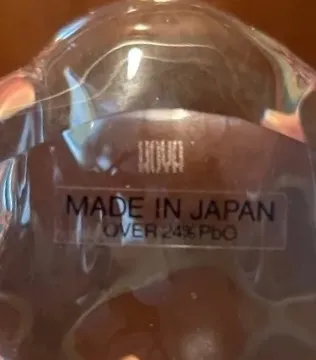 HOYA
MADE IN JAPAN
OVER 24% PbO